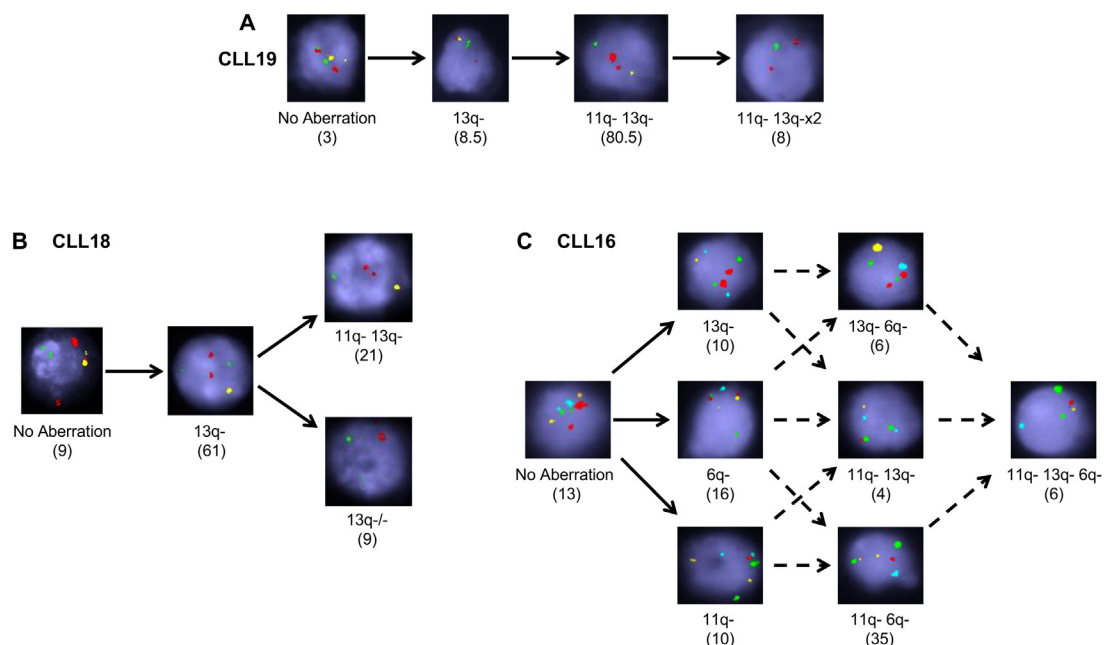 A
CLL19
No Aberration
(3)
13q-
(8.5)
11q- 13q-
(80.5)
11q- 13q-x2
(8)
B CLL18
No Aberration
(9)
13q-
(61)
11q- 13q-
(21)
13q-/-
(9)
C CLL16
No Aberration
(13)
13q-
(10)
6q-
(16)
11q-
(10)
13q- 6q-
(6)
11q- 13q-
(4)
11q- 6q-
(35)
11q- 13q- 6q-
(6)